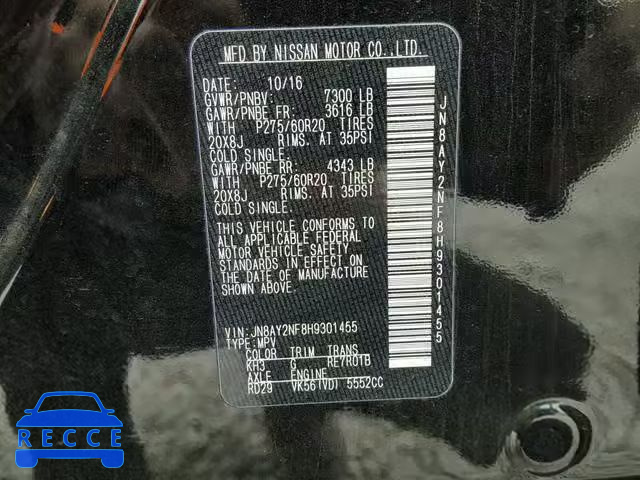 MFD BY NISSAN MOTOR CO.,LTD.
DATE: 10/16
GVWR/PNBV: 7300 LB
GAWR/PNBE FR: 3616 LB
WITH P275/60R20 TIRES
20X8J RIMS. AT 35PSI
COLD SINGLE.
GAWR/PNBE RR: 4343 LB
WITH P275/60R20 TIRES
20X8J RIMS. AT 35PSI
COLD SINGLE.
THIS VEHICLE CONFORMS TO
ALL APPLICABLE FEDERAL
MOTOR VEHICLE SAFETY
STANDARDS IN EFFECT ON
THE DATE OF MANUFACTURE
SHOWN ABOVE.
VIN:JN8AY2NF8H9301455
TYPE:MPV
COLOR TRIM TRANS
KH3 G RE7R01B
AXLE ENGINE
RD29 VK56(VD) 5552CC
JN8AY2NF8H9301455
RECCE